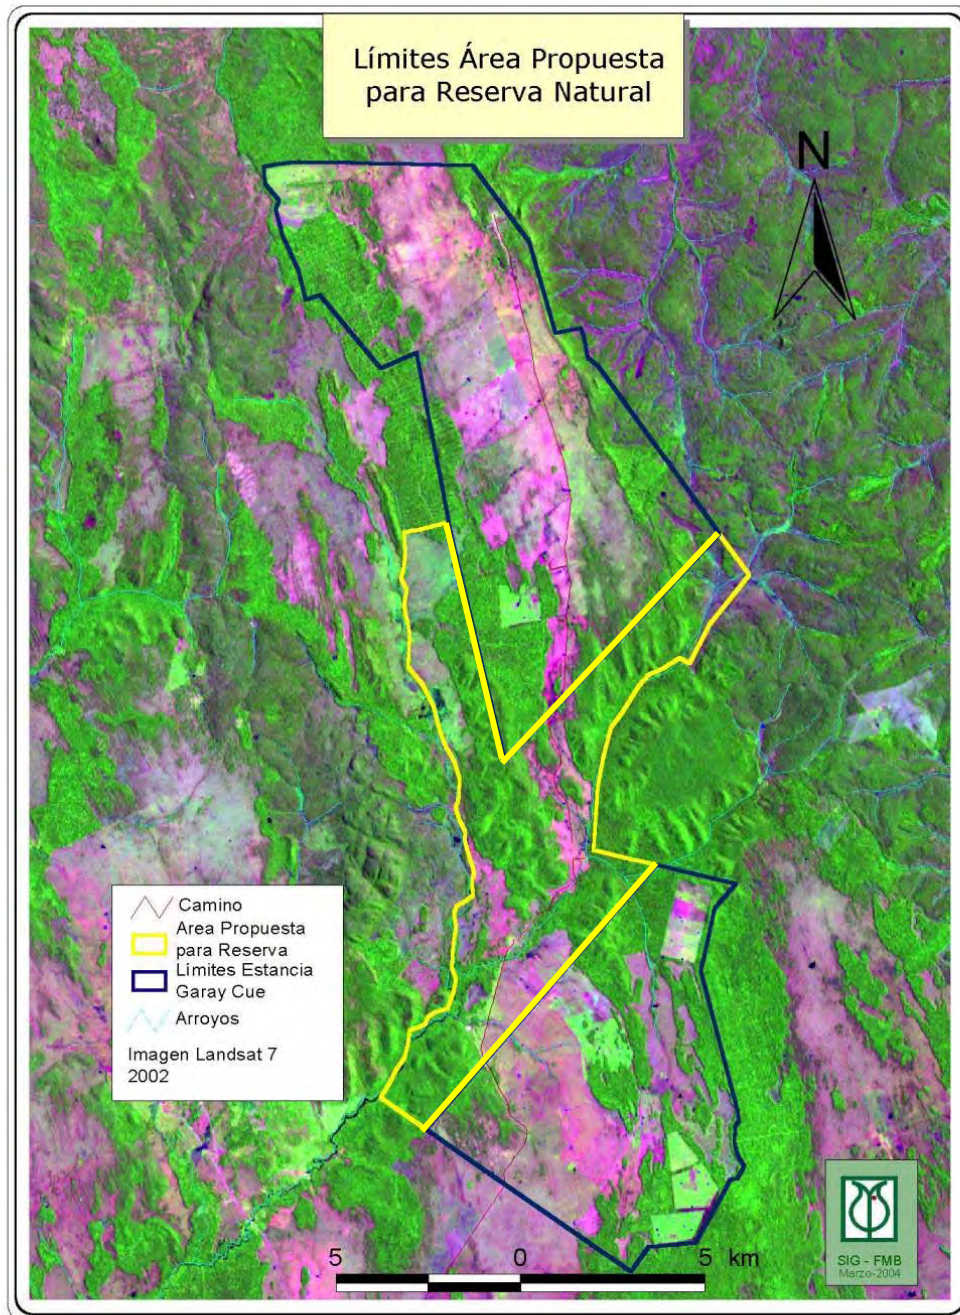 Límites Área Propuesta
para Reserva Natural
N
Camino
Area Propuesta
para Reserva
Límites Estancia
Garay Cue
Arroyos
Imagen Landsat 7
2002
5 0 5 km
SIG - FMB
Marzo-2004